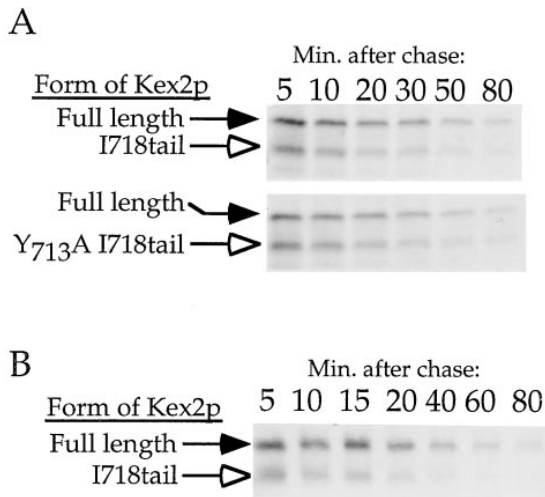 A
Min. after chase:
Form of Kex2p
5 10 20 30 50 80
Full length
I718tail
Full length
Y713A I718tail
B
Min. after chase:
Form of Kex2p
5 10 15 20 40 60 80
Full length
I718tail